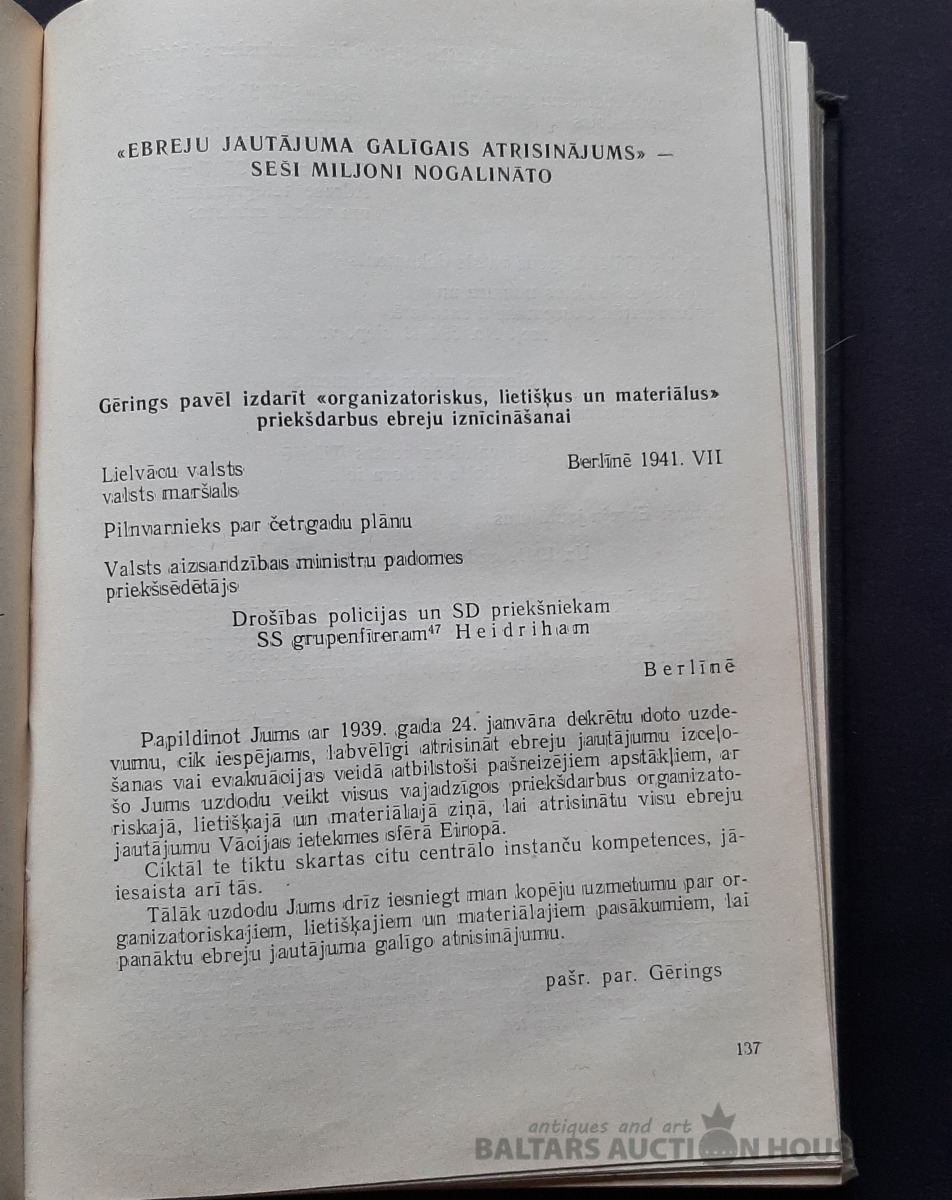 «EBREJU JAUTĀJUMA GALĪGAIS ATRISINĀJUMS» —
SEŠI MILJONI NOGALINĀTO
Gērings pavēl izdarīt «organizatoriskus, lietišķus un materiālus»
priekšdarbus ebreju iznīcināšanai
Lielvācu valsts
valsts maršals
Berlīnē 1941. VII
Pilnvarnieks par četrgadu plānu
Valsts aizsardzības ministru padomes
priekšsēdētājs
Drošības policijas un SD priekšniekam
SS grupenfīreram⁴⁷ Heidriham
Berlīnē
Papildinot Jums ar 1939. gada 24. janvāra dekrētu doto uzde-
vumu, cik iespējams, labvēlīgi atrisināt ebreju jautājumu izceļo-
šanas vai evakuācijas veidā atbilstoši pašreizējiem apstākļiem, ar
šo Jums uzdodu veikt visus vajadzīgos priekšdarbus organizato-
riskajā, lietišķajā un materiālajā ziņā, lai atrisinātu visu ebreju
jautājumu Vācijas ietekmes sfērā Eiropā.
Ciktāl te tiktu skartas citu centrālo instanču kompetences, jā-
iesaista arī tās.
Tālāk uzdodu Jums drīz iesniegt man kopēju uzmetumu par or-
ganizatoriskajiem, lietišķajiem un materiālajiem pasākumiem, lai
panāktu ebreju jautājuma galīgo atrisinājumu.
pašr. par. Gērings
137
antiques and art
BALTARS AUCTION HOUS